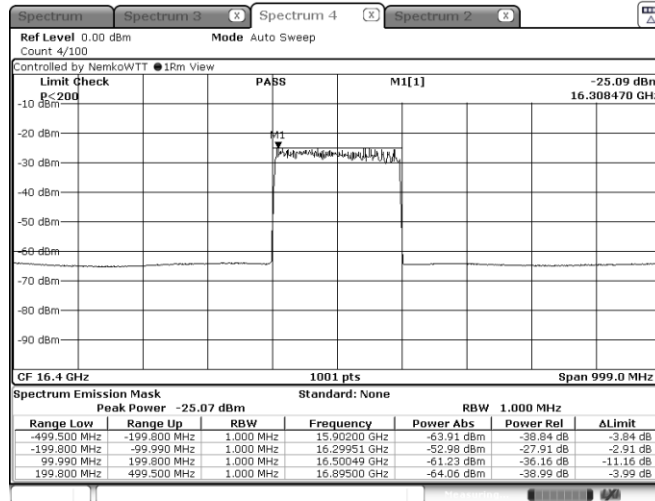 Spectrum Spectrum 3 X Spectrum 4 X Spectrum 2 X
Ref Level 0.00 dBm Mode Auto Sweep
Count 4/100
Controlled by NemkoWTT 1Rm View
Limit Check PASS M1[1] -25.09 dBm
P<200 16.308470 GHz
-10 dBm
-20 dBm
M1
-30 dBm
-40 dBm
-50 dBm
-60 dBm
-70 dBm
-80 dBm
-90 dBm
CF 16.4 GHz 1001 pts Span 999.0 MHz
Spectrum Emission Mask Standard: None
Peak Power -25.07 dBm RBW 1.000 MHz
Range Low Range Up RBW Frequency Power Abs Power Rel ΔLimit
-499.500 MHz -199.800 MHz 1.000 MHz 15.90200 GHz -63.91 dBm -38.84 dB -3.84 dB
-199.800 MHz -99.990 MHz 1.000 MHz 16.29951 GHz -52.98 dBm -27.91 dB -2.91 dB
99.990 MHz 199.800 MHz 1.000 MHz 16.50049 GHz -61.23 dBm -36.16 dB -11.16 dB
199.800 MHz 499.500 MHz 1.000 MHz 16.89500 GHz -64.06 dBm -38.99 dB -3.99 dB